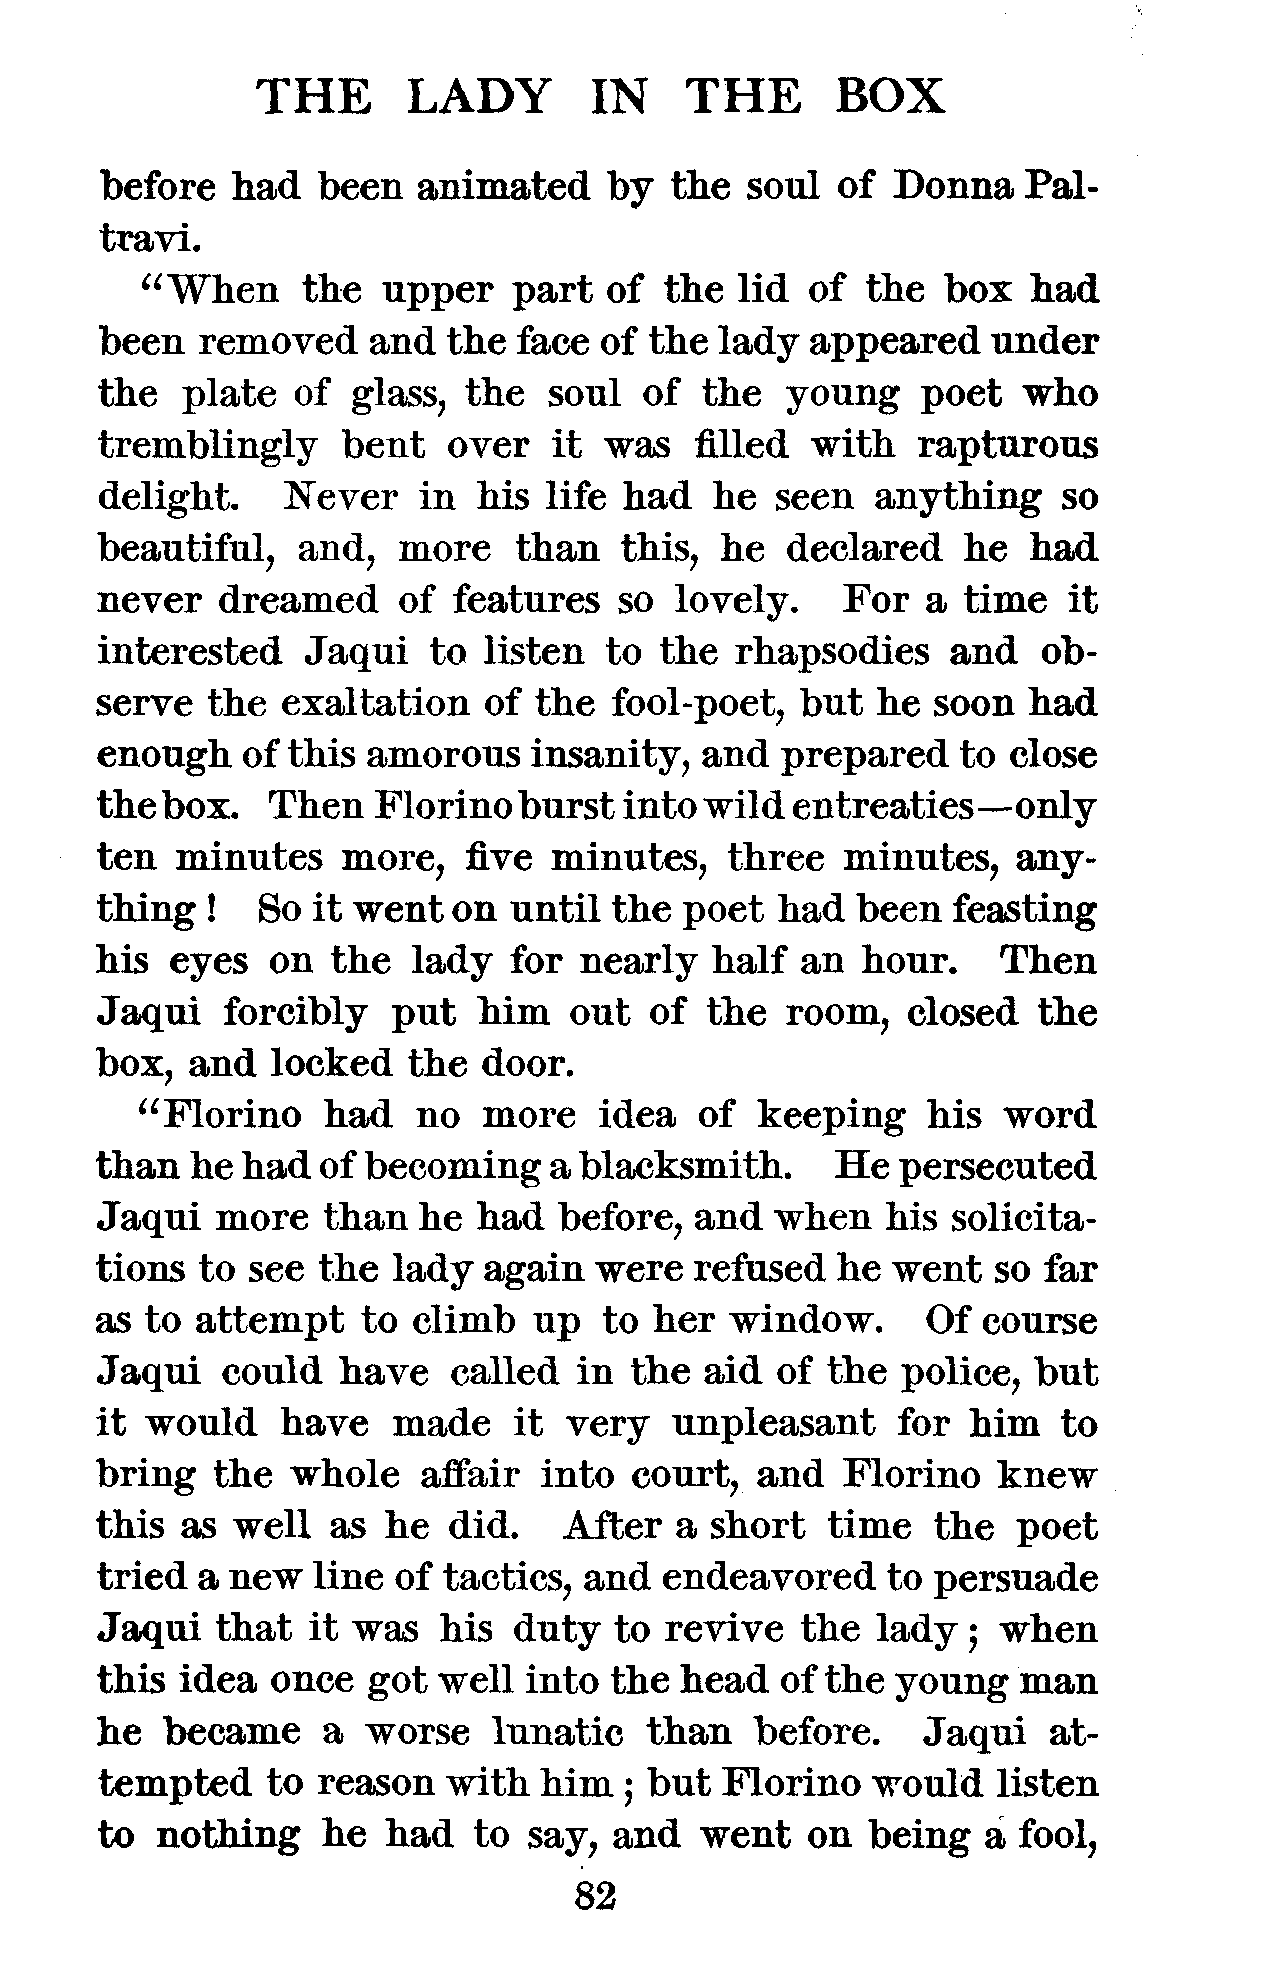 THE LADY IN THE BOX
before had been animated by the soul of Donna Pal-
travi.
"When the upper part of the lid of the box had
been removed and the face of the lady appeared under
the plate of glass, the soul of the young poet who
tremblingly bent over it was filled with rapturous
delight. Never in his life had he seen anything so
beautiful, and, more than this, he declared he had
never dreamed of features so lovely. For a time it
interested Jaqui to listen to the rhapsodies and ob-
serve the exaltation of the fool-poet, but he soon had
enough of this amorous insanity, and prepared to close
the box. Then Florino burst into wild entreaties—only
ten minutes more, five minutes, three minutes, any-
thing! So it went on until the poet had been feasting
his eyes on the lady for nearly half an hour. Then
Jaqui forcibly put him out of the room, closed the
box, and locked the door.
"Florino had no more idea of keeping his word
than he had of becoming a blacksmith. He persecuted
Jaqui more than he had before, and when his solicita-
tions to see the lady again were refused he went so far
as to attempt to climb up to her window. Of course
Jaqui could have called in the aid of the police, but
it would have made it very unpleasant for him to
bring the whole affair into court, and Florino knew
this as well as he did. After a short time the poet
tried a new line of tactics, and endeavored to persuade
Jaqui that it was his duty to revive the lady; when
this idea once got well into the head of the young man
he became a worse lunatic than before. Jaqui at-
tempted to reason with him; but Florino would listen
to nothing he had to say, and went on being a fool,
82